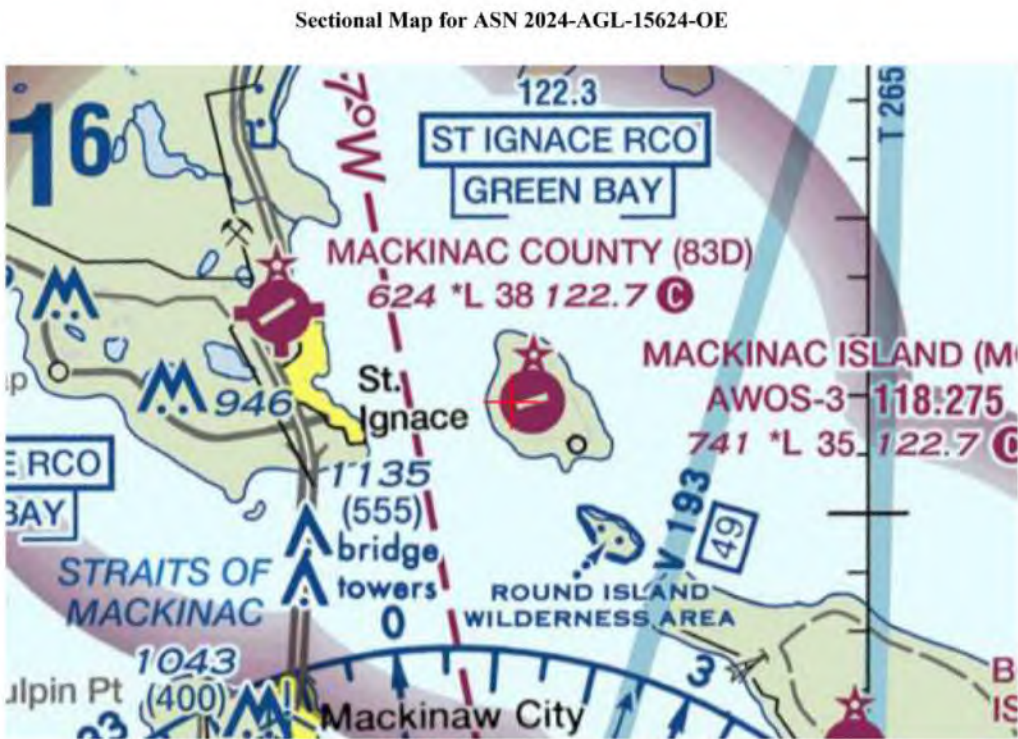 Sectional Map for ASN 2024-AGL-15624-OE
122.3
T 265
16
7°W
ST IGNACE RCO
GREEN BAY
MACKINAC COUNTY (83D)
624 *L 38 122.7 C
MACKINAC ISLAND (M
AWOS-3 118.275
741 *L 35 122.7 C
St.
Ignace
946
E RCO
BAY
1135
(555)
bridge
towers
V 193
49
STRAITS OF
MACKINAC
ROUND ISLAND
WILDERNESS AREA
0
3
1043
(400)
ulpin Pt
33
Mackinaw City
B
IS